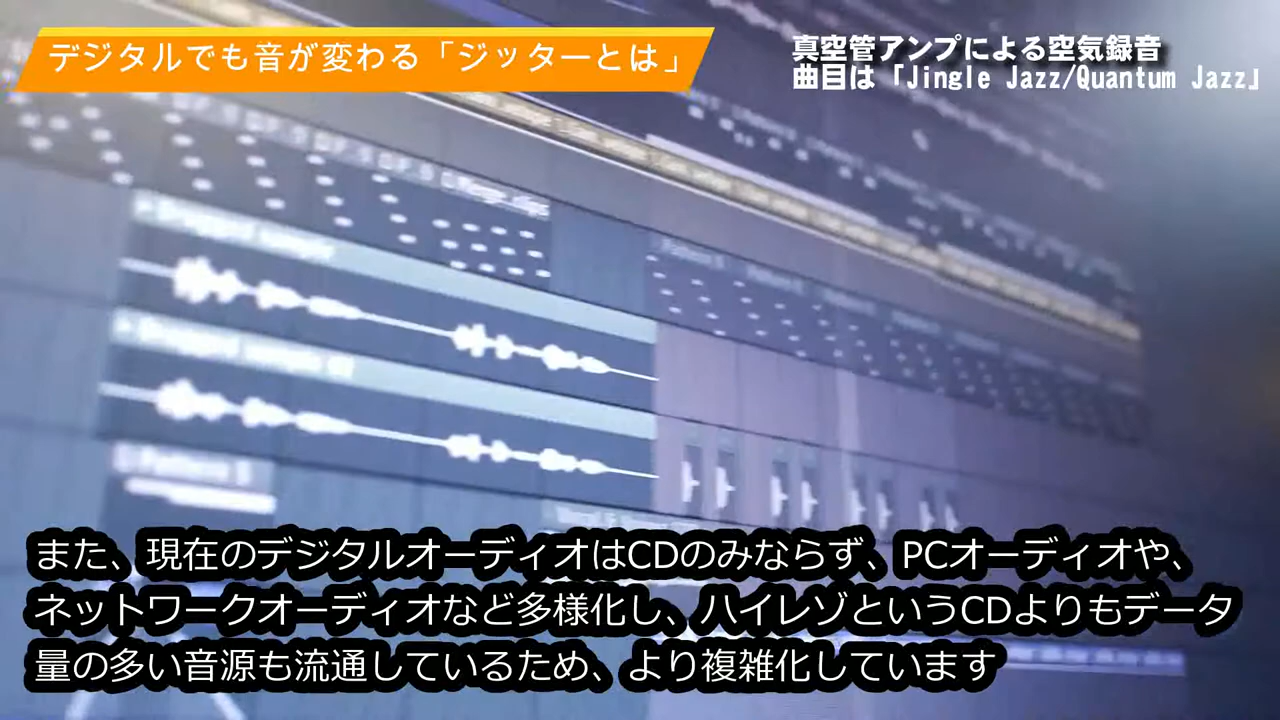 デジタルでも音が変わる「ジッターとは」
真空管アンプによる空気録音
曲目は「Jingle Jazz/Quantum Jazz」
また、現在のデジタルオーディオはCDのみならず、PCオーディオや、
ネットワークオーディオなど多様化し、ハイレゾというCDよりもデータ
量の多い音源も流通しているため、より複雑化しています